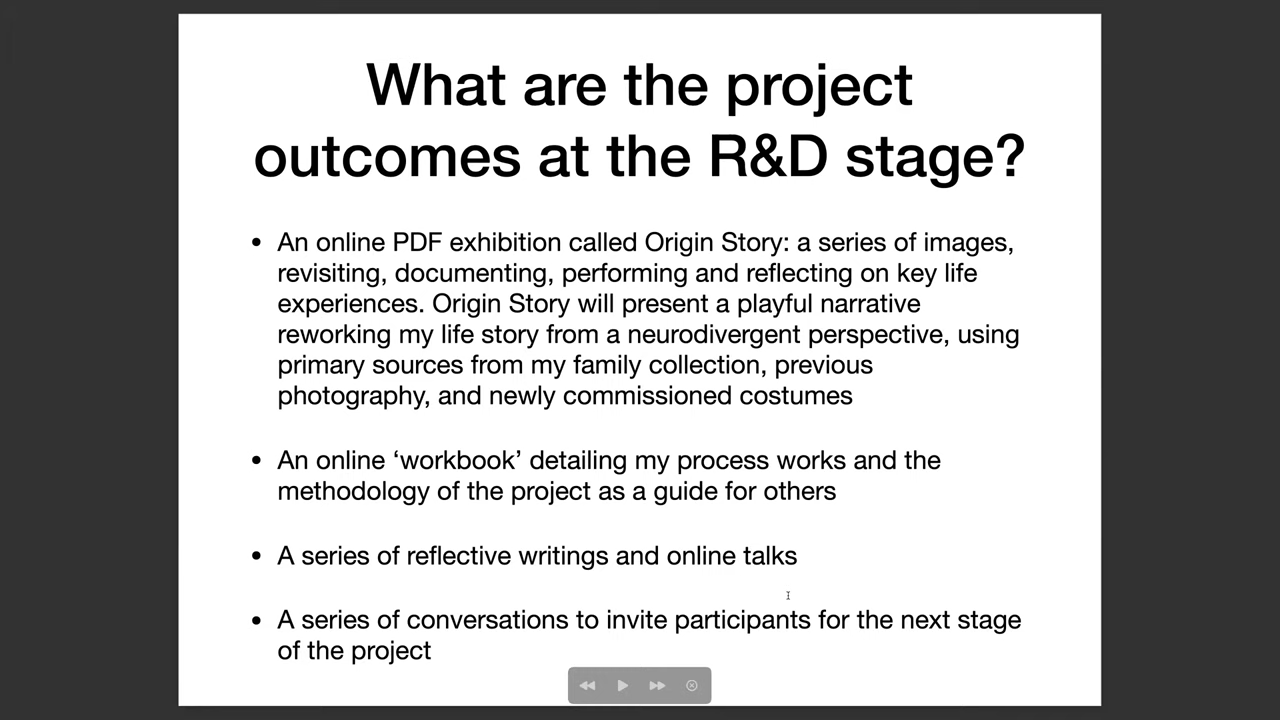 What are the project
outcomes at the R&D stage?
• An online PDF exhibition called Origin Story: a series of images,
revisiting, documenting, performing and reflecting on key life
experiences. Origin Story will present a playful narrative
reworking my life story from a neurodivergent perspective, using
primary sources from my family collection, previous
photography, and newly commissioned costumes
• An online ‘workbook’ detailing my process works and the
methodology of the project as a guide for others
• A series of reflective writings and online talks
• A series of conversations to invite participants for the next stage
of the project